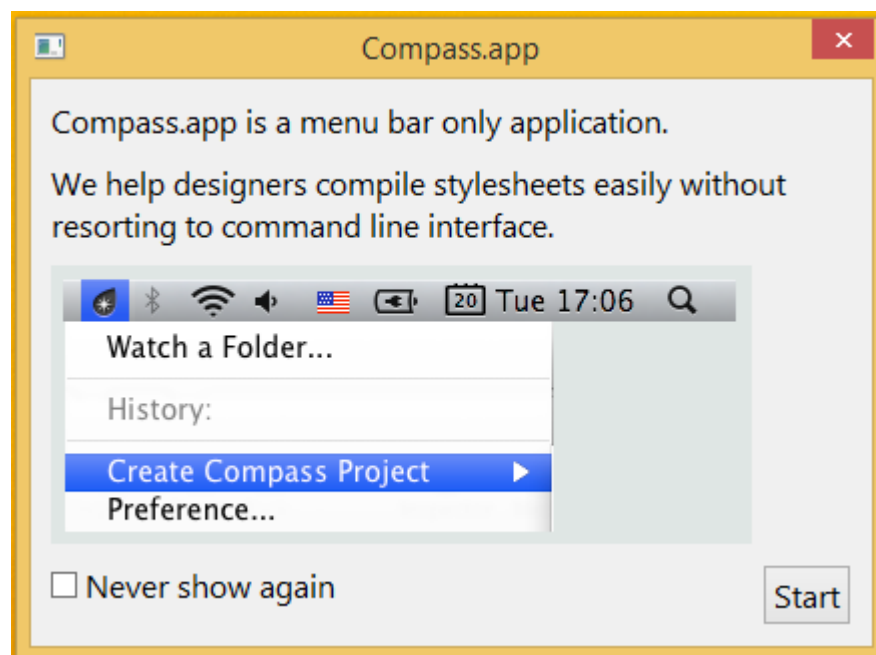 Compass.app
Compass.app is a menu bar only application.
We help designers compile stylesheets easily without
resorting to command line interface.
20 Tue 17:06
Watch a Folder...
History:
Create Compass Project
Preference...
Never show again
Start